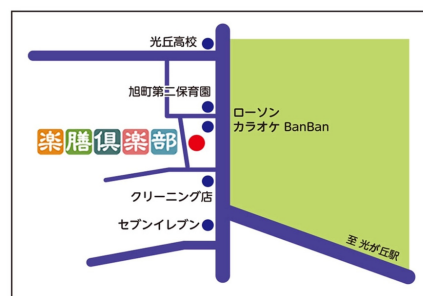 光丘高校
旭町第二保育園
ローソン
カラオケ BanBan
楽膳倶楽部
クリーニング店
セブンイレブン
至 光が丘駅